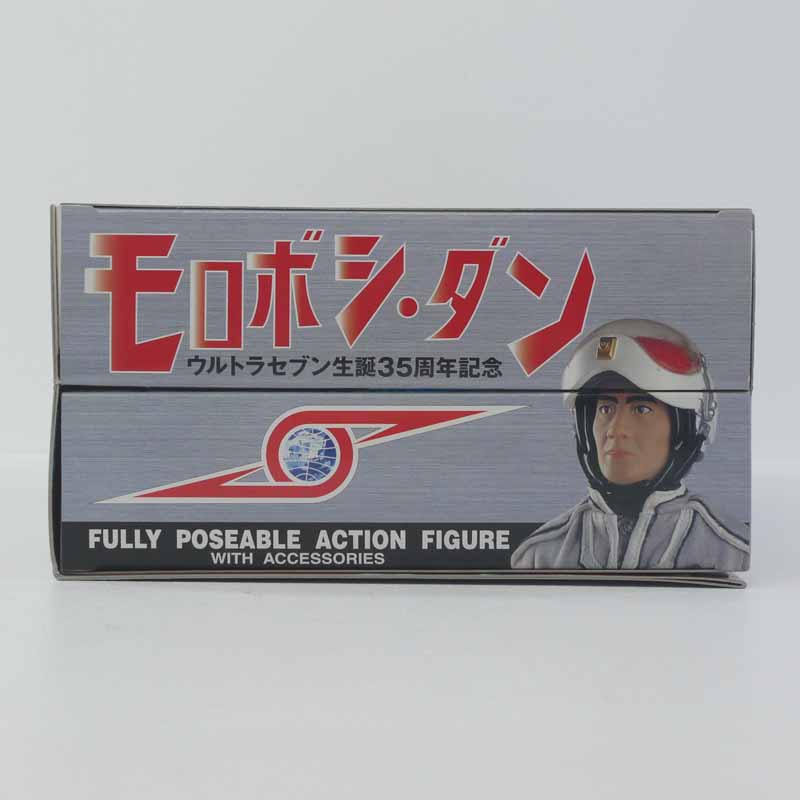 モロボシ・ダン
ウルトラセブン生誕35周年記念
FULLY POSEABLE ACTION FIGURE
WITH ACCESSORIES